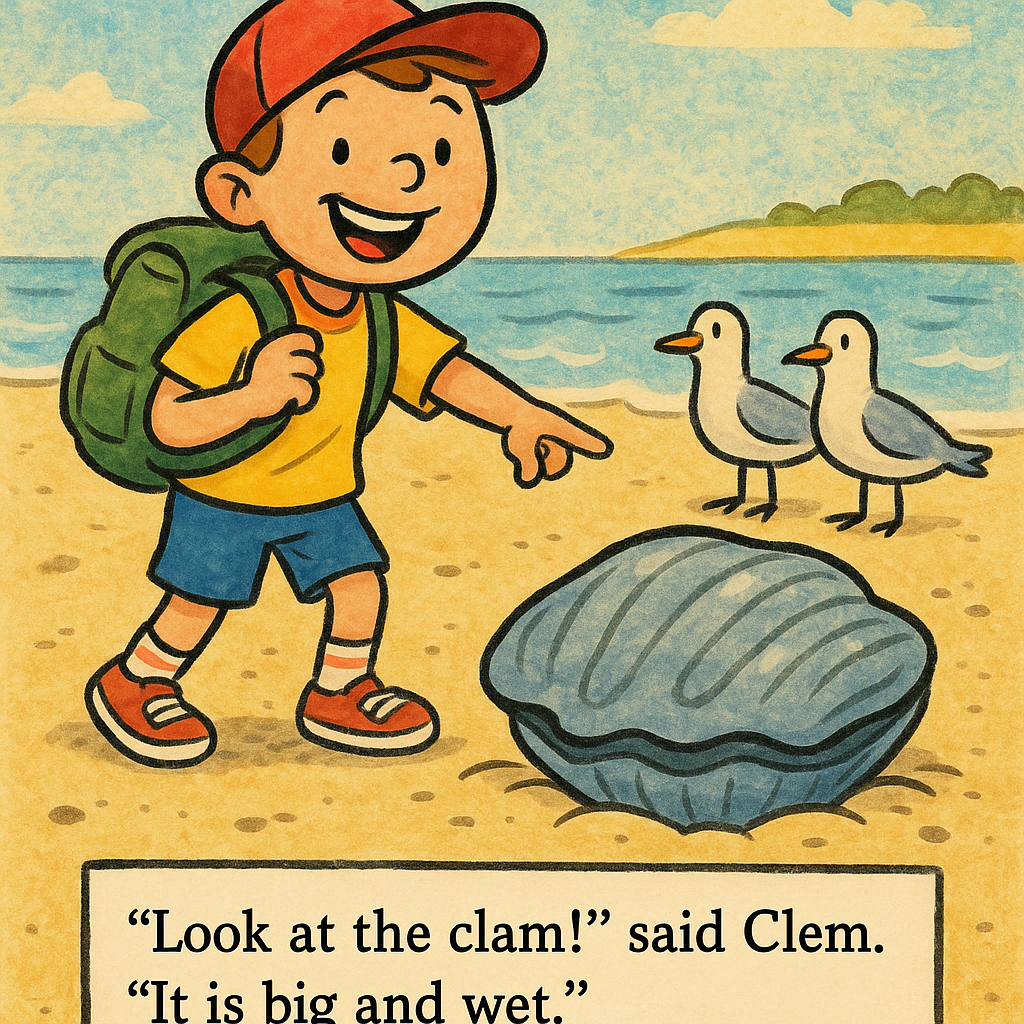 “Look at the clam!” said Clem.
“It is big and wet.”